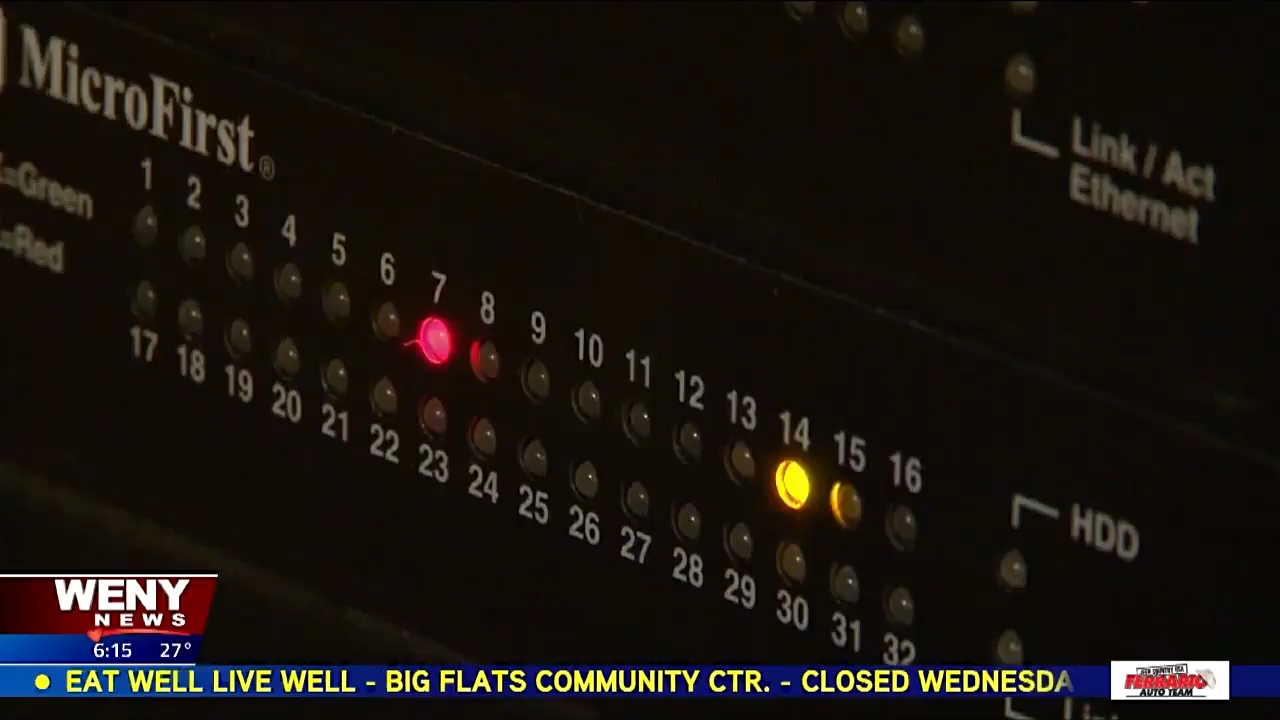 MicroFirst®
=Green
=Red
1 2 3 4 5 6 7 8 9 10 11 12 13 14 15 16
17 18 19 20 21 22 23 24 25 26 27 28 29 30 31 32
Link / Act
Ethernet
HDD
WENY
NEWS
6:15 27°
• EAT WELL LIVE WELL - BIG FLATS COMMUNITY CTR. - CLOSED WEDNESDA
FERRARIO
AUTO TEAM